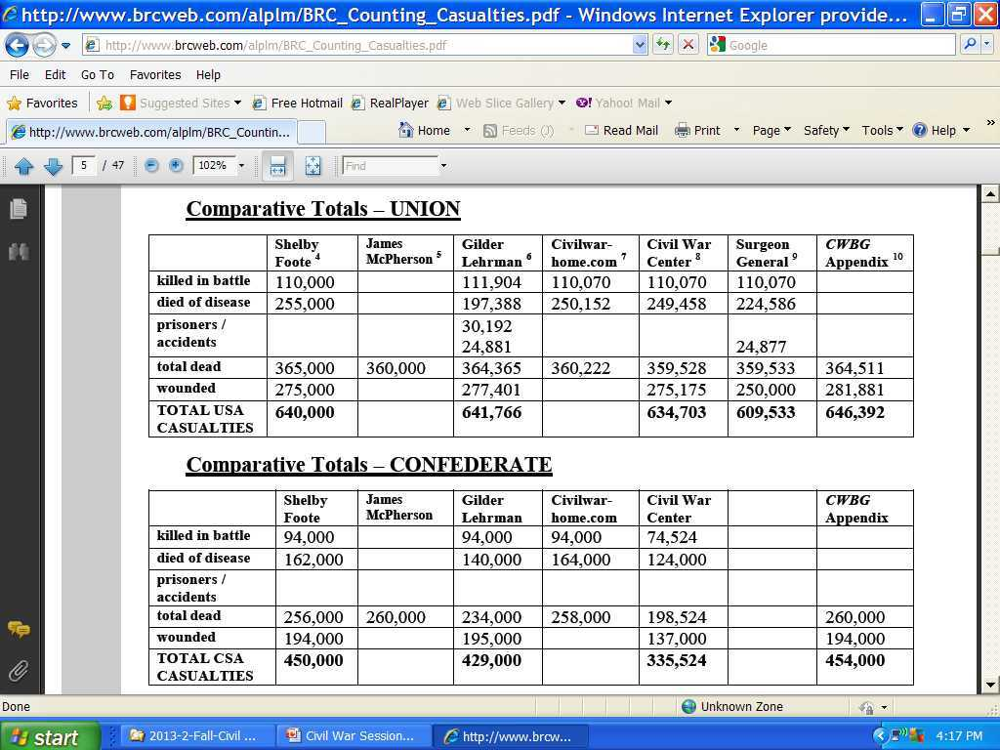 http://www.brcweb.com/alplm/BRC_Counting_Casualties.pdf - Windows Internet Explorer provide...
http://www.brcweb.com/alplm/BRC_Counting_Casualties.pdf Google
File Edit Go To Favorites Help
Favorites Suggested Sites Free Hotmail RealPlayer Web Slice Gallery Yahoo! Mail
http://www.brcweb.com/alplm/BRC_Countin... Home Feeds (J) Read Mail Print Page Safety Tools Help »
5 / 47 102% Find
Comparative Totals – UNION
Shelby Foote 4 James McPherson 5 Gilder Lehrman 6 Civilwar-home.com 7 Civil War Center 8 Surgeon General 9 CWBG Appendix 10
killed in battle 110,000 111,904 110,070 110,070 110,070
died of disease 255,000 197,388 250,152 249,458 224,586
prisoners / 30,192
accidents 24,881 24,877
total dead 365,000 360,000 364,365 360,222 359,528 359,533 364,511
wounded 275,000 277,401 275,175 250,000 281,881
TOTAL USA 640,000 641,766 634,703 609,533 646,392
CASUALTIES
Comparative Totals – CONFEDERATE
Shelby Foote James McPherson Gilder Lehrman Civilwar-home.com Civil War Center CWBG Appendix
killed in battle 94,000 94,000 94,000 74,524
died of disease 162,000 140,000 164,000 124,000
prisoners /
accidents
total dead 256,000 260,000 234,000 258,000 198,524 260,000
wounded 194,000 195,000 137,000 194,000
TOTAL CSA 450,000 429,000 335,524 454,000
CASUALTIES
Done Unknown Zone
start 2013-2-Fall-Civil ... Civil War Session... http://www.brcw... 4:17 PM